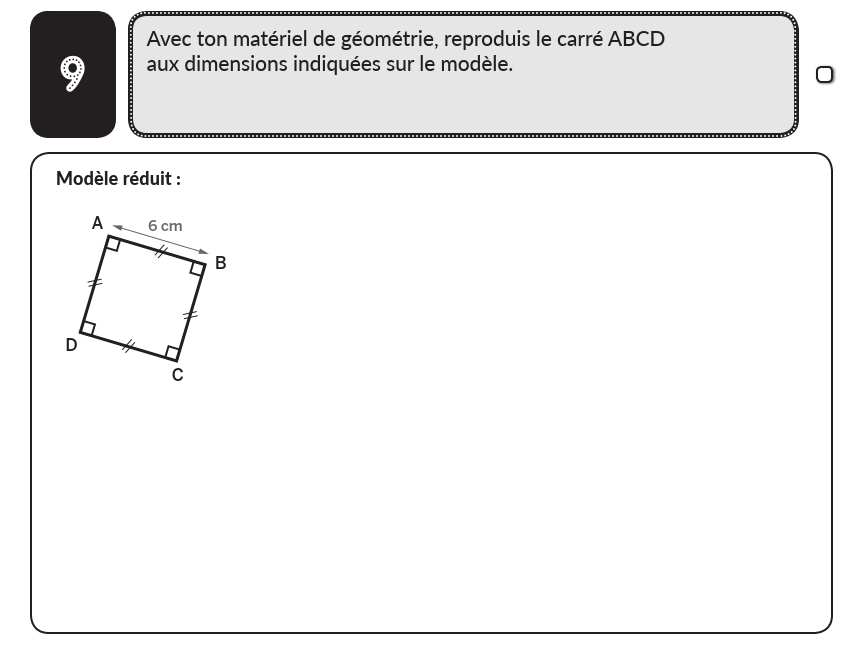 9
Avec ton matériel de géométrie, reproduis le carré ABCD
aux dimensions indiquées sur le modèle.
Modèle réduit :
A
6 cm
B
D
C